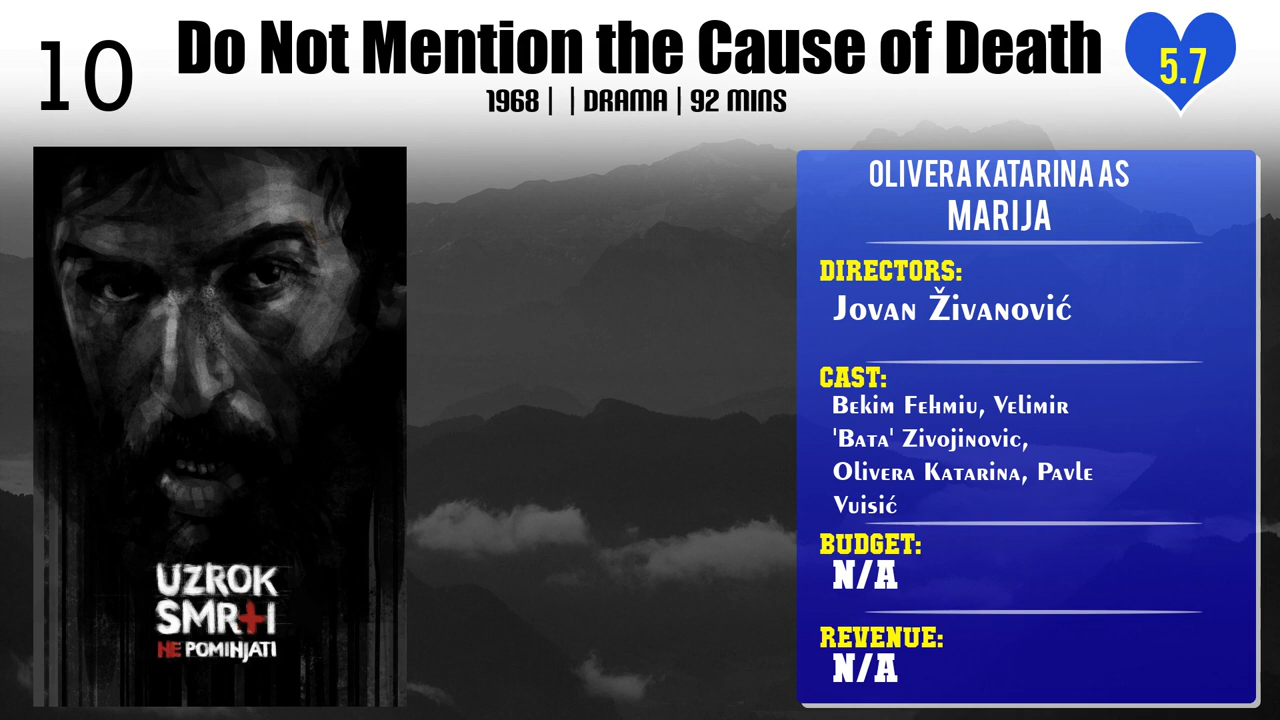 10
Do Not Mention the Cause of Death
5.7
1968 | | DRAMA | 92 MINS
OLIVERA KATARINA AS
MARIJA
DIRECTORS:
Jovan Živanović
CAST:
Bekim Fehmiu, Velimir
'Bata' Zivojinovic,
Olivera Katarina, Pavle
Vuisić
BUDGET:
N/A
REVENUE:
N/A
UZROK
SMRTI
NE POMINJATI